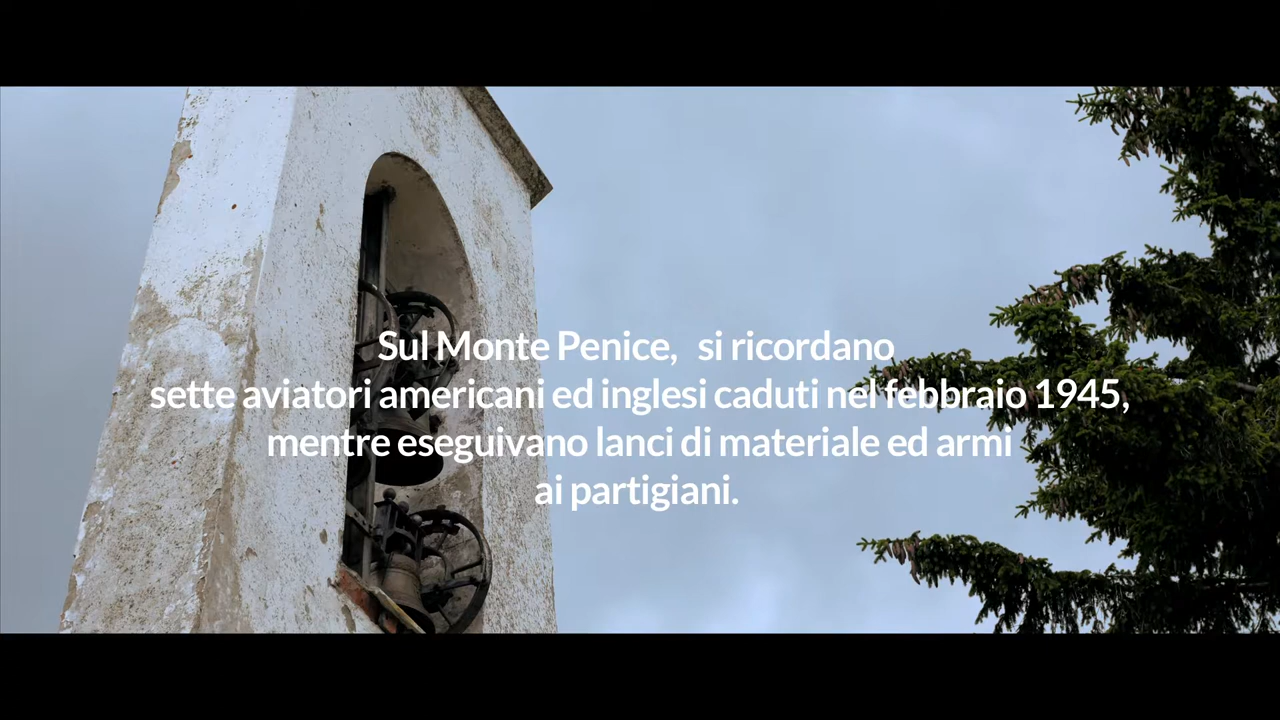 Sul Monte Penice,  si ricordano
sette aviatori americani ed inglesi caduti nel febbraio 1945,
mentre eseguivano lanci di materiale ed armi
ai partigiani.